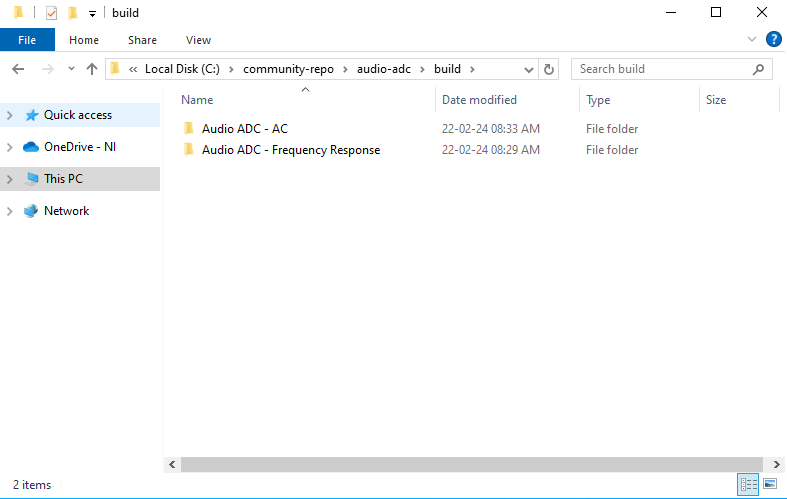 build
File Home Share View
« Local Disk (C:) > community-repo > audio-adc > build > Search build
Name Date modified Type Size
Quick access
OneDrive - NI
This PC
Network
Audio ADC - AC 22-02-24 08:33 AM File folder
Audio ADC - Frequency Response 22-02-24 08:29 AM File folder
2 items